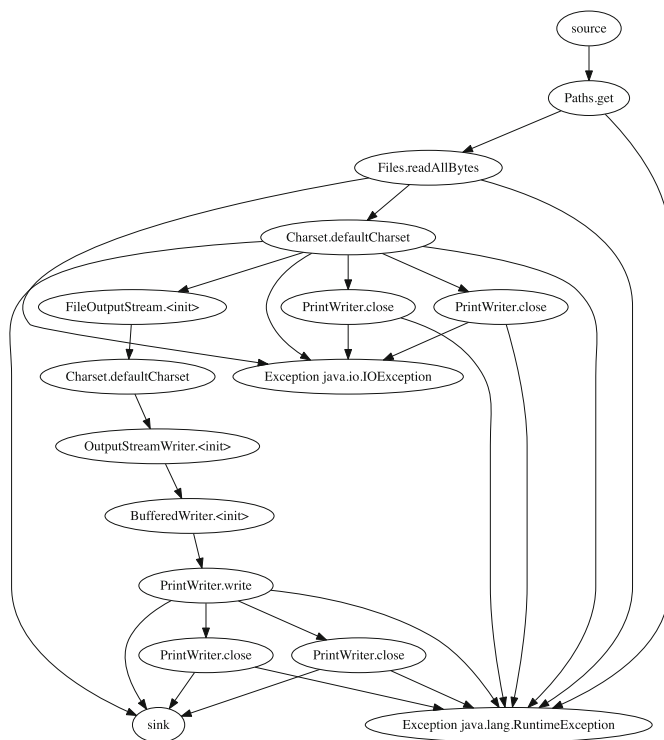 source
Paths.get
Files.readAllBytes
Charset.defaultCharset
FileOutputStream.<init>
PrintWriter.close
PrintWriter.close
Charset.defaultCharset
Exception java.io.IOException
OutputStreamWriter.<init>
BufferedWriter.<init>
PrintWriter.write
PrintWriter.close
PrintWriter.close
sink
Exception java.lang.RuntimeException